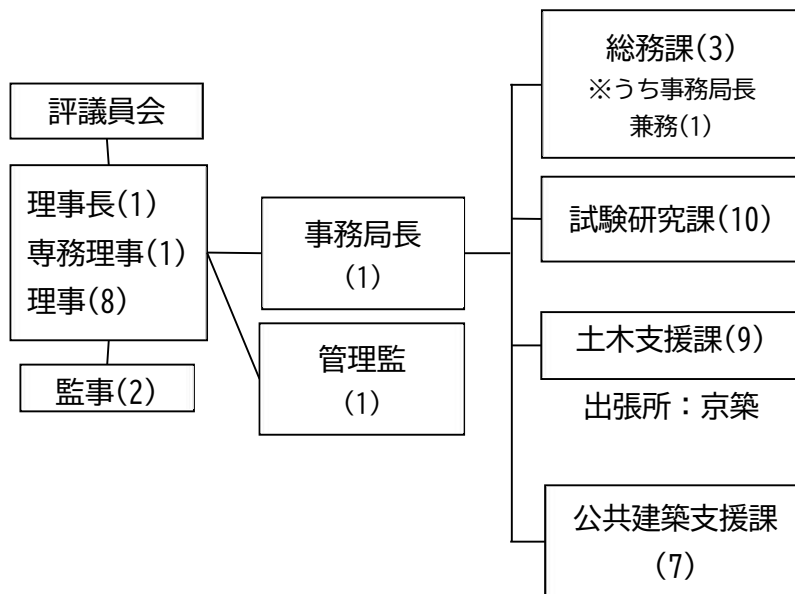 評議員会
理事長(1)
専務理事(1)
理事(8)
監事(2)
事務局長
(1)
管理監
(1)
総務課(3)
※うち事務局長
兼務(1)
試験研究課(10)
土木支援課(9)
出張所：京築
公共建築支援課
(7)